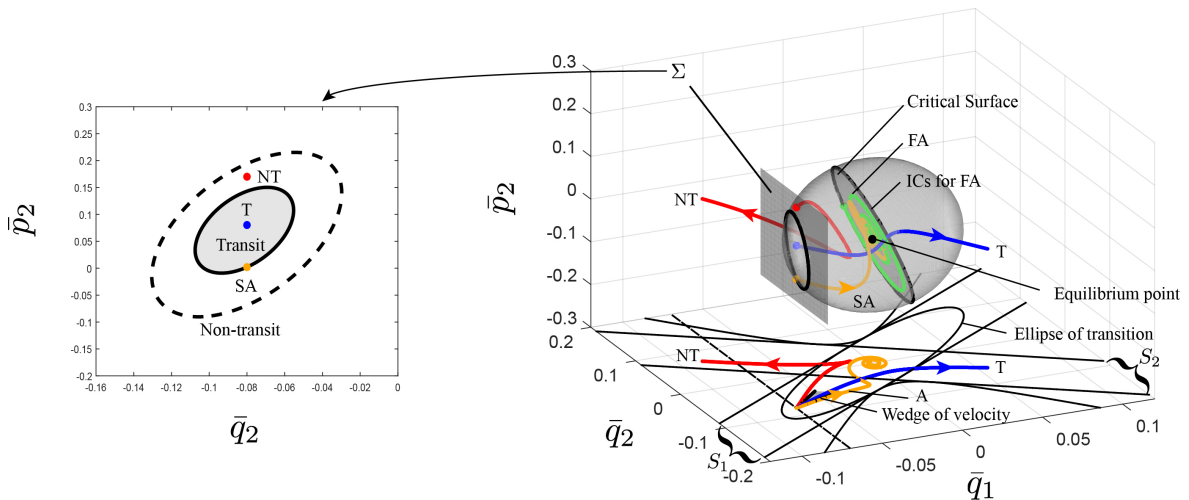 0.3
0.25
0.2
0.15
0.1
0.05
0
-0.05
-0.1
-0.15
-0.2
-0.16
-0.14
-0.12
-0.1
-0.08
-0.06
-0.04
-0.02
0
p̄₂
q̄₂
NT
T
Transit
SA
Non-transit
Σ
0.3
0.2
0.1
0
-0.1
-0.2
-0.3
p̄₂
Critical Surface
FA
ICs for FA
NT
T
SA
Equilibrium point
Ellipse of transition
NT
S₂
T
A
Wedge of velocity
S₁
0.2
0.1
0
-0.1
-0.2
q̄₂
-0.1
-0.05
0
0.05
0.1
q̄₁